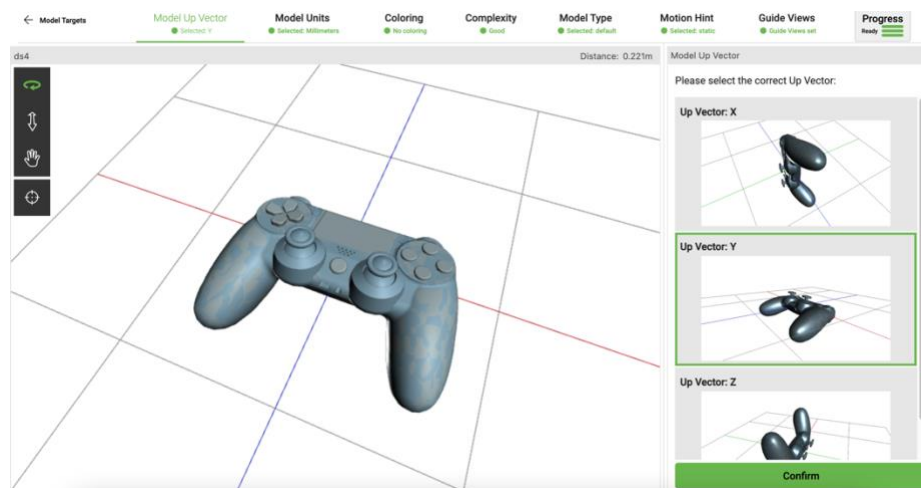 Model Targets
Model Up Vector
Selected: Y
Model Units
Selected: Millimeters
Coloring
No coloring
Complexity
Good
Model Type
Selected: default
Motion Hint
Selected: static
Guide Views
Guide Views set
Progress
Ready
ds4
Distance: 0.221m
Model Up Vector
Please select the correct Up Vector:
Up Vector: X
Up Vector: Y
Up Vector: Z
Confirm